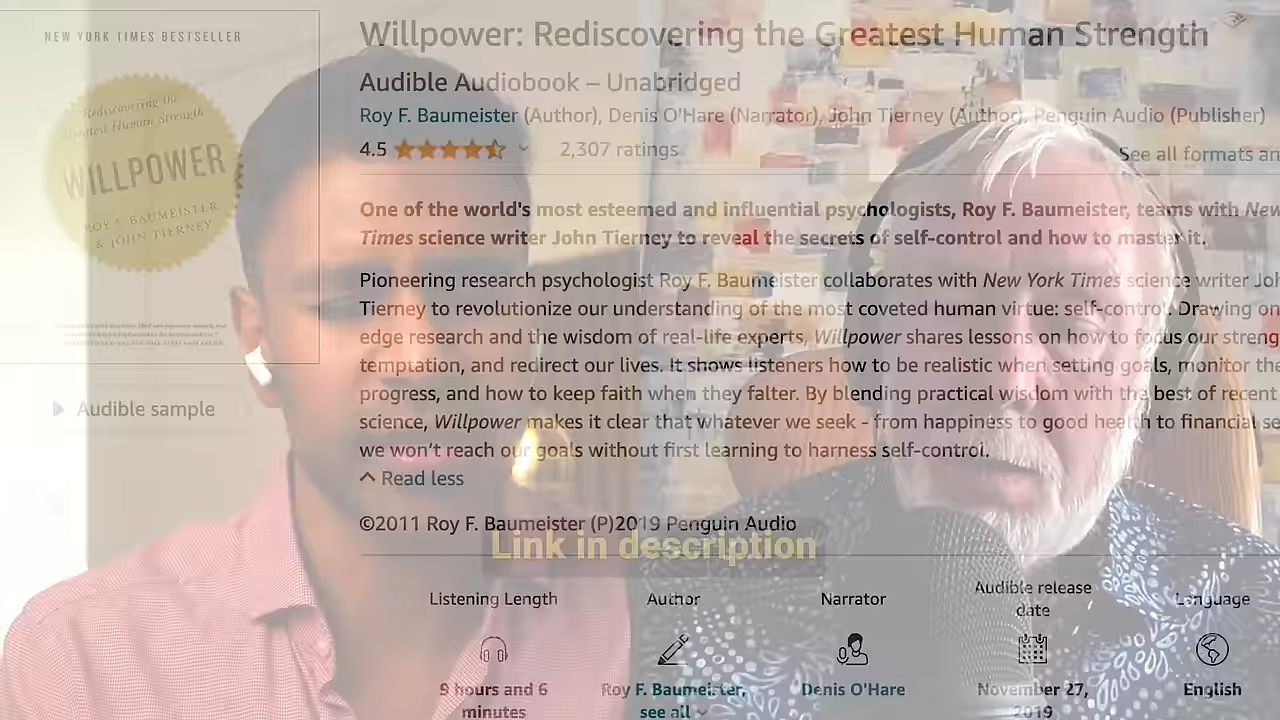 NEW YORK TIMES BESTSELLER
Rediscovering the
Greatest Human Strength
WILLPOWER
ROY F. BAUMEISTER
& JOHN TIERNEY
Audible sample
Willpower: Rediscovering the Greatest Human Strength
Audible Audiobook – Unabridged
Roy F. Baumeister (Author), Denis O'Hare (Narrator), John Tierney (Author), Penguin Audio (Publisher)
4.5 2,307 ratings
See all formats an
One of the world's most esteemed and influential psychologists, Roy F. Baumeister, teams with New
Times science writer John Tierney to reveal the secrets of self-control and how to master it.
Pioneering research psychologist Roy F. Baumeister collaborates with New York Times science writer Joh
Tierney to revolutionize our understanding of the most coveted human virtue: self-control. Drawing on
edge research and the wisdom of real-life experts, Willpower shares lessons on how to focus our streng
temptation, and redirect our lives. It shows listeners how to be realistic when setting goals, monitor the
progress, and how to keep faith when they falter. By blending practical wisdom with the best of recent
science, Willpower makes it clear that whatever we seek - from happiness to good health to financial se
we won't reach our goals without first learning to harness self-control.
Read less
©2011 Roy F. Baumeister (P)2019 Penguin Audio
Link in description
Listening Length
Author
Narrator
Audible release
date
Language
9 hours and 6
minutes
Roy F. Baumeister,
see all
Denis O'Hare
November 27,
2019
English